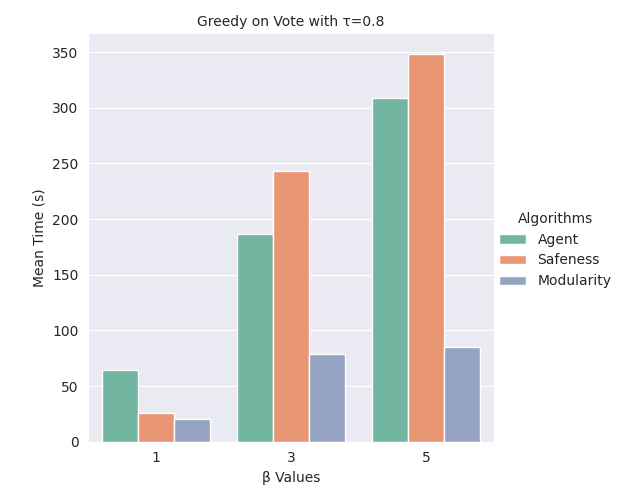 Greedy on Vote with τ=0.8
Mean Time (s)
350
300
250
200
150
100
50
0
1
3
5
β Values
Algorithms
Agent
Safeness
Modularity